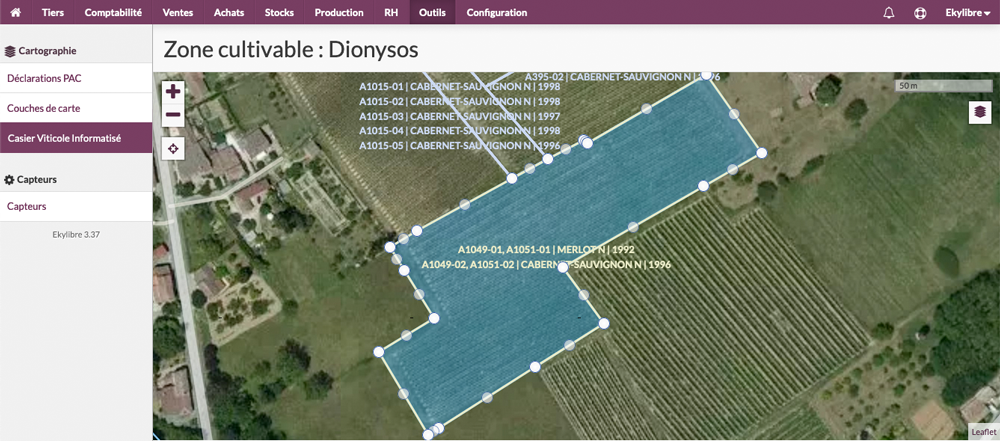 Tiers Comptabilité Ventes Achats Stocks Production RH Outils Configuration Ekylibre
Cartographie
Déclarations PAC
Couches de carte
Casier Viticole Informatisé
Capteurs
Capteurs
Ekylibre 3.37
Zone cultivable : Dionysos
50 m
A395-02 | CABERNET-SAUVIGNON N |
A1015-01 | CABERNET-SAUVIGNON N | 1998
A1015-02 | CABERNET-SAUVIGNON N | 1998
A1015-03 | CABERNET-SAUVIGNON N | 1997
A1015-04 | CABERNET-SAUVIGNON N | 1998
A1015-05 | CABERNET-SAUVIGNON N | 1996
A1049-01, A1051-01 | MERLOT N | 1992
A1049-02, A1051-02 | CABERNET-SAUVIGNON N | 1996
Leaflet